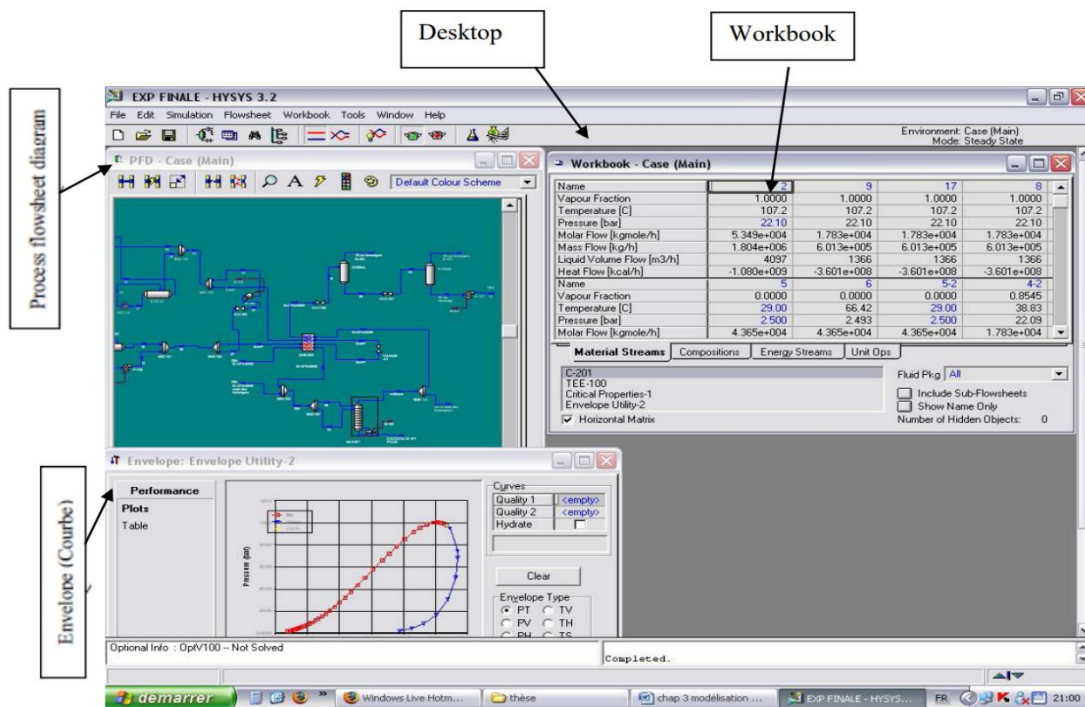 Desktop
Workbook
Process flowsheet diagram
Envelope (Courbe)
EXP FINALE - HYSYS 3.2
File Edit Simulation Flowsheet Workbook Tools Window Help
Environment: Case (Main)
Mode: Steady State
PFD - Case (Main)
Default Colour Scheme
Workbook - Case (Main)
Name 2 9 17 8
Vapour Fraction 1.0000 1.0000 1.0000 1.0000
Temperature [C] 107.2 107.2 107.2 107.2
Pressure [bar] 22.10 22.10 22.10 22.10
Molar Flow [kgmole/h] 5.349e+004 1.783e+004 1.783e+004 1.783e+004
Mass Flow [kg/h] 1.804e+006 6.013e+005 6.013e+005 6.013e+005
Liquid Volume Flow [m3/h] 4097 1366 1366 1366
Heat Flow [kcal/h] -1.080e+009 -3.601e+008 -3.601e+008 -3.601e+008
Name 5 6 5-2 4-2
Vapour Fraction 0.0000 0.0000 0.0000 0.8545
Temperature [C] 29.00 66.42 29.00 38.83
Pressure [bar] 2.500 2.493 2.500 22.09
Molar Flow [kgmole/h] 4.365e+004 4.365e+004 4.365e+004 1.783e+004
Material Streams Compositions Energy Streams Unit Ops
C-201
TEE-100
Critical Properties-1
Envelope Utility-2
Horizontal Matrix
Fluid Pkg All
Include Sub-Flowsheets
Show Name Only
Number of Hidden Objects: 0
Envelope: Envelope Utility-2
Performance
Plots
Table
Pressure (bar)
Curves
Quality 1 <empty>
Quality 2 <empty>
Hydrate
Clear
Envelope Type
PT TV
PV TH
PH TS
Optional Info : OptV100 -- Not Solved
Completed.
démarrer
Windows Live Hotm...
thèse
chap 3 modélisation ...
EXP FINALE - HYSYS...
FR
21:00